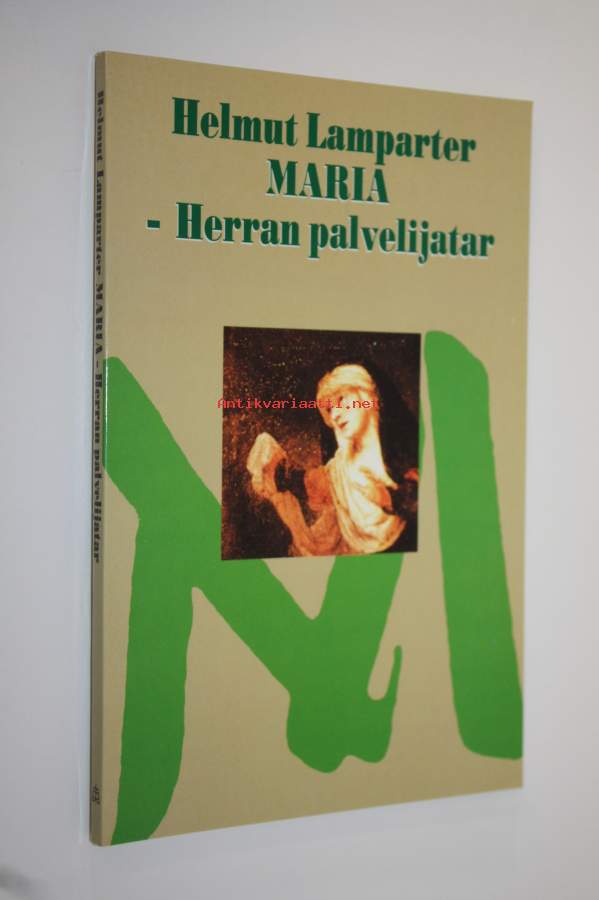 Helmut Lamparter
MARIA
- Herran palvelijatar
Antikvariaatti.net
Helmut Lamparter MARIA – Herran palvelijatar